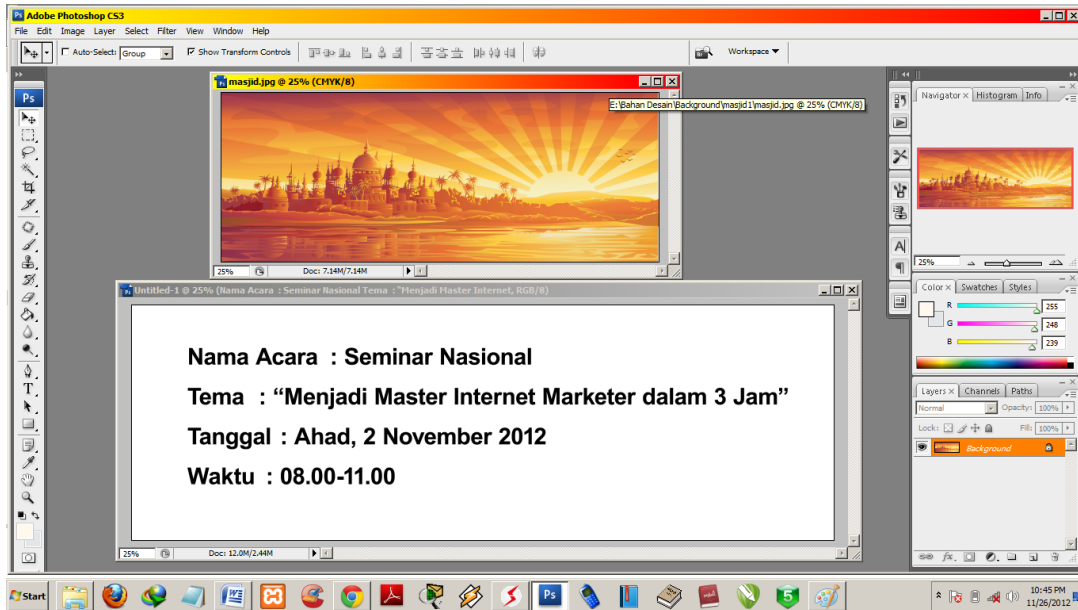 Adobe Photoshop CS3
File Edit Image Layer Select Filter View Window Help
Auto-Select: Group Show Transform Controls Workspace
masjid.jpg @ 25% (CMYK/8)
E:\Bahan Desain\Background\masjid1\masjid.jpg @ 25% (CMYK/8)
25% Doc: 7.14M/7.14M
Untitled-1 @ 25% (Nama Acara : Seminar Nasional Tema : "Menjadi Master Internet, RGB/8)
Nama Acara : Seminar Nasional
Tema : “Menjadi Master Internet Marketer dalam 3 Jam”
Tanggal : Ahad, 2 November 2012
Waktu : 08.00-11.00
25% Doc: 12.0M/2.44M
Ps
T
Navigator × Histogram Info
25%
Color × Swatches Styles
R 255
G 248
B 239
Layers × Channels Paths
Normal Opacity: 100%
Lock: Fill: 100%
Background
fx.
A
Start
Ps
5
10:45 PM
11/26/2012